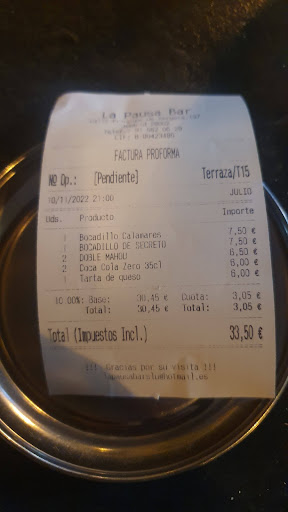 La Pausa Bar
FACTURA PROFORMA
Nº Op.: [Pendiente] Terraza/T15
10/11/2022 21:00 JULIO
Uds. Producto Importe
1 Bocadillo Calamares 7,50 €
1 BOCADILLO DE SECRETO 7,50 €
2 DOBLE MAHOU 6,50 €
2 Coca Cola Zero 35cl 6,00 €
1 Tarta de queso 6,00 €
10.00%: Base: 30,45 € Cuota: 3,05 €
Total: 30,45 € Total: 3,05 €
Total (Impuestos Incl.) 33,50 €
!!! Gracias por su visita !!!